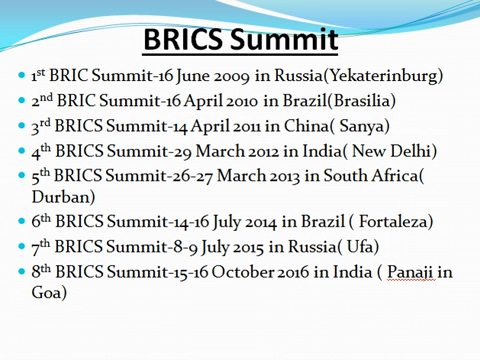 BRICS Summit
1st BRIC Summit-16 June 2009 in Russia(Yekaterinburg)
2nd BRIC Summit-16 April 2010 in Brazil(Brasilia)
3rd BRICS Summit-14 April 2011 in China( Sanya)
4th BRICS Summit-29 March 2012 in India( New Delhi)
5th BRICS Summit-26-27 March 2013 in South Africa(
Durban)
6th BRICS Summit-14-16 July 2014 in Brazil ( Fortaleza)
7th BRICS Summit-8-9 July 2015 in Russia( Ufa)
8th BRICS Summit-15-16 October 2016 in India ( Panaji in
Goa)